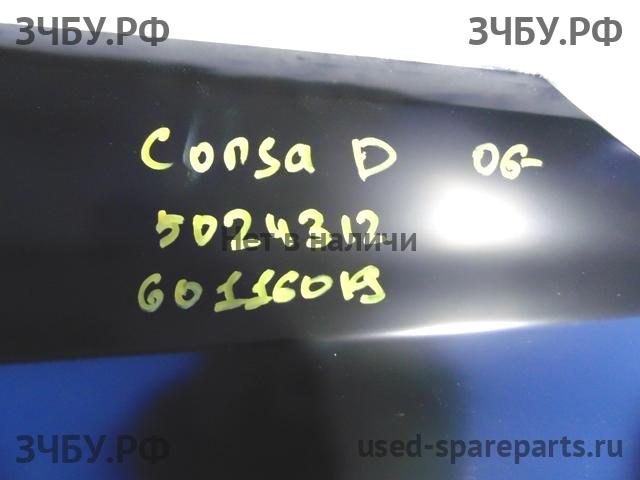 ЗЧБУ.РФ ЗЧБУ.РФ
Corsa D 06-
5024312
Нет в наличи
ЗЧБУ.РФ used-spareparts.ru